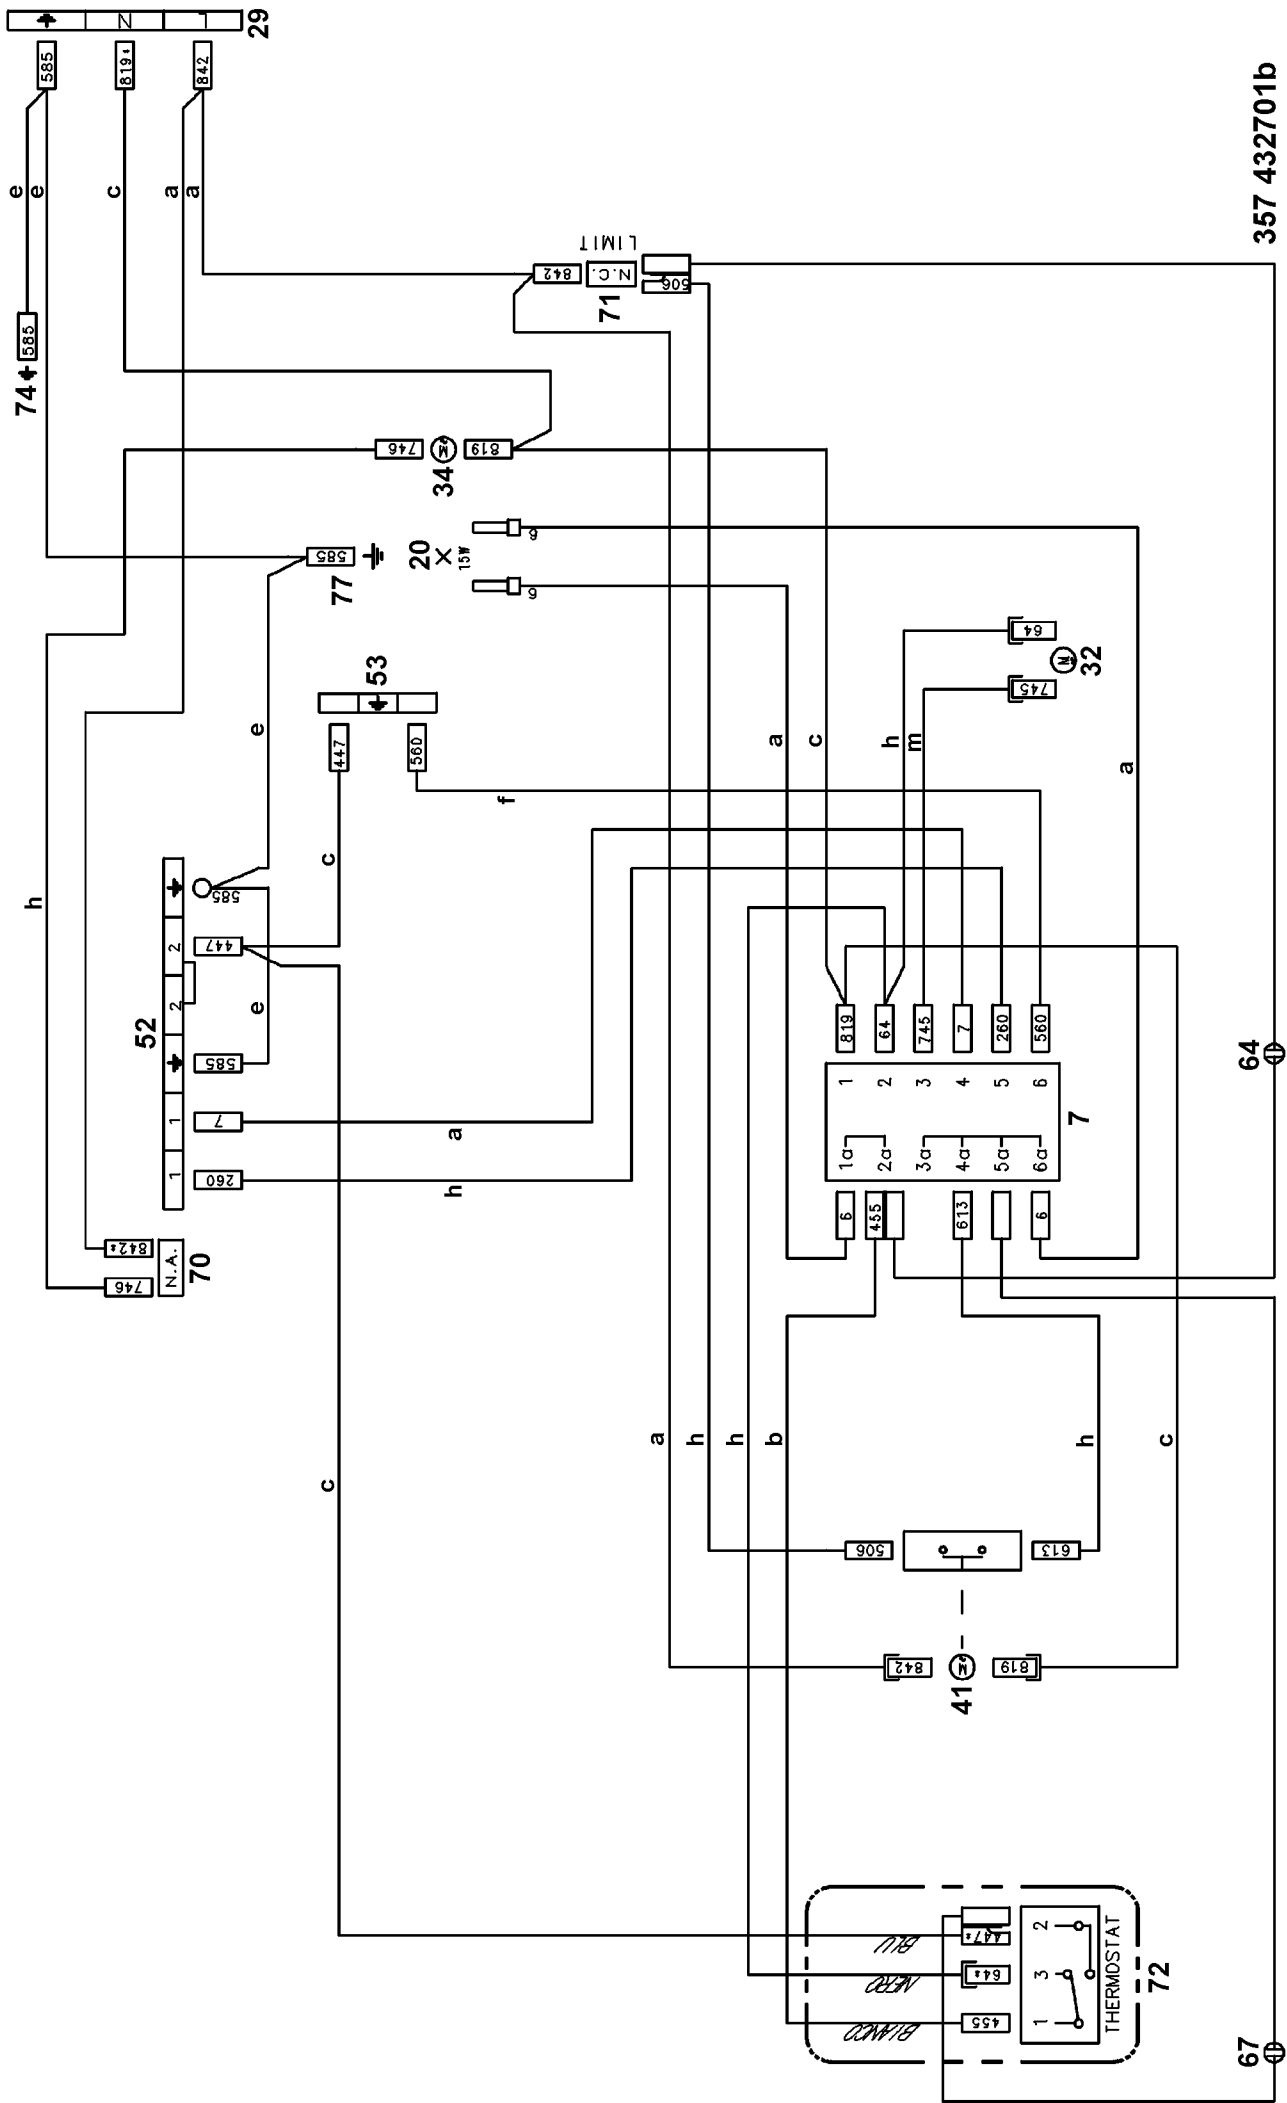 N
L
29
585
819*
842
e
e
c
a
a
357 432701b
LIMIT
842
N.C.
506
71
585
74
746
M
819
34
6
20
15W
6
585
77
53
447
560
64
M
745
32
e
a
c
h
m
a
f
c
h
585
2
447
2
e
52
585
1
7
a
1
260
h
842*
N.A.
746
70
819
64
745
7
260
560
1
2
3
4
5
6
7
1a
2a
3a
4a
5a
6a
6
455
613
6
64
c
a
h
h
b
h
c
506
613
842
M
819
41
BLU
447*
NERO
64*
BIANCO
455
2
3
1
THERMOSTAT
72
67